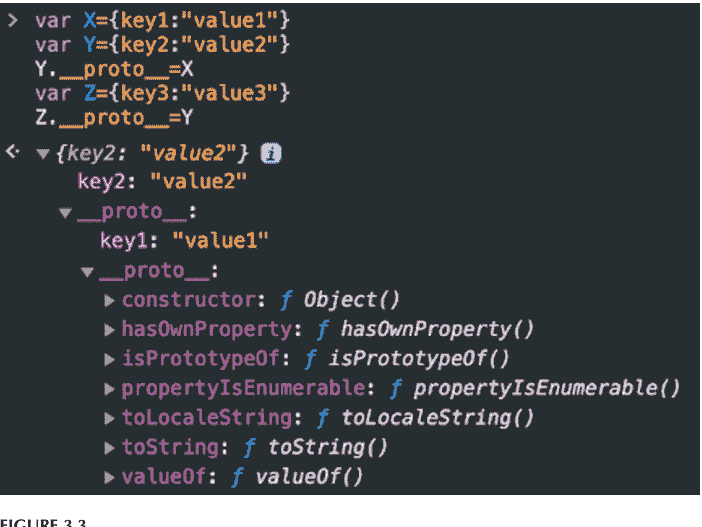 > var X={key1:"value1"}
var Y={key2:"value2"}
Y.__proto__=X
var Z={key3:"value3"}
Z.__proto__=Y
{key2: "value2"} i
key2: "value2"
__proto__:
key1: "value1"
__proto__:
constructor: ƒ Object()
hasOwnProperty: ƒ hasOwnProperty()
isPrototypeOf: ƒ isPrototypeOf()
propertyIsEnumerable: ƒ propertyIsEnumerable()
toLocaleString: ƒ toLocaleString()
toString: ƒ toString()
valueOf: ƒ valueOf()
FIGURE 3.3